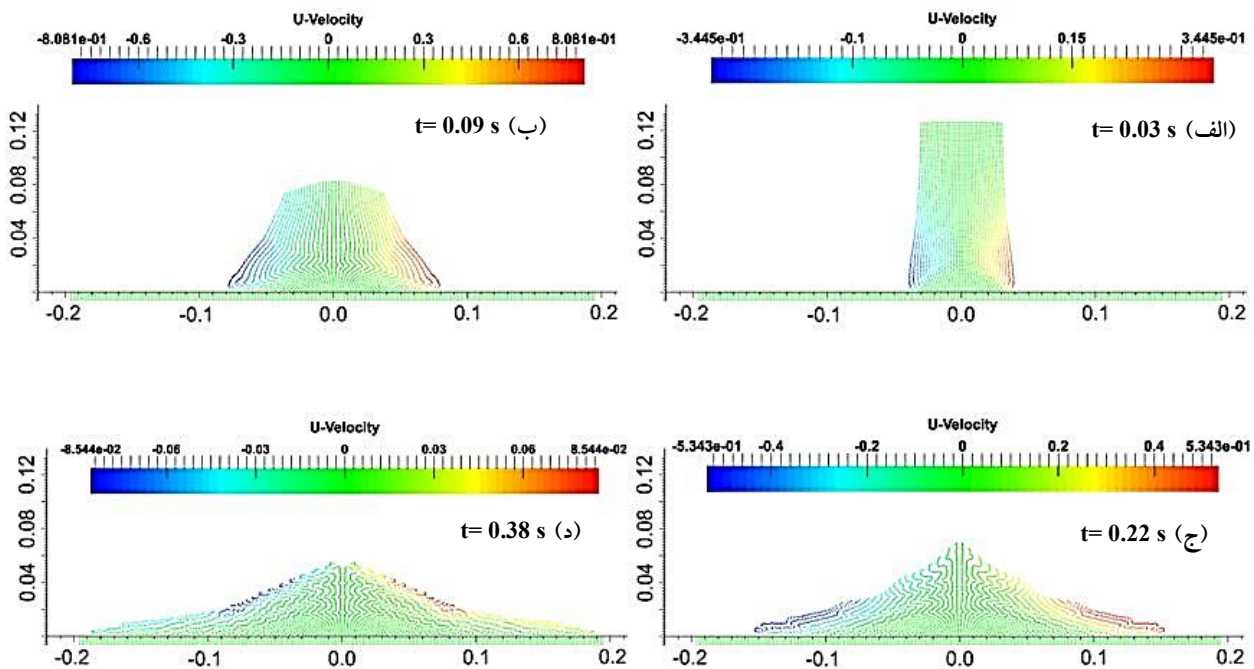 U-Velocity
-3.445e-01 -0.1 0 0.15 3.445e-01
(الف) t= 0.03 s
0.12
0.08
0.04
-0.2 -0.1 0.0 0.1 0.2
U-Velocity
-8.081e-01 -0.6 -0.3 0 0.3 0.6 8.081e-01
(ب) t= 0.09 s
0.12
0.08
0.04
-0.2 -0.1 0.0 0.1 0.2
U-Velocity
-5.343e-01 -0.4 -0.2 0 0.2 0.4 5.343e-01
(ج) t= 0.22 s
0.12
0.08
0.04
-0.2 -0.1 0.0 0.1 0.2
U-Velocity
-8.544e-02 -0.06 -0.03 0 0.03 0.06 8.544e-02
(د) t= 0.38 s
0.12
0.08
0.04
-0.2 -0.1 0.0 0.1 0.2